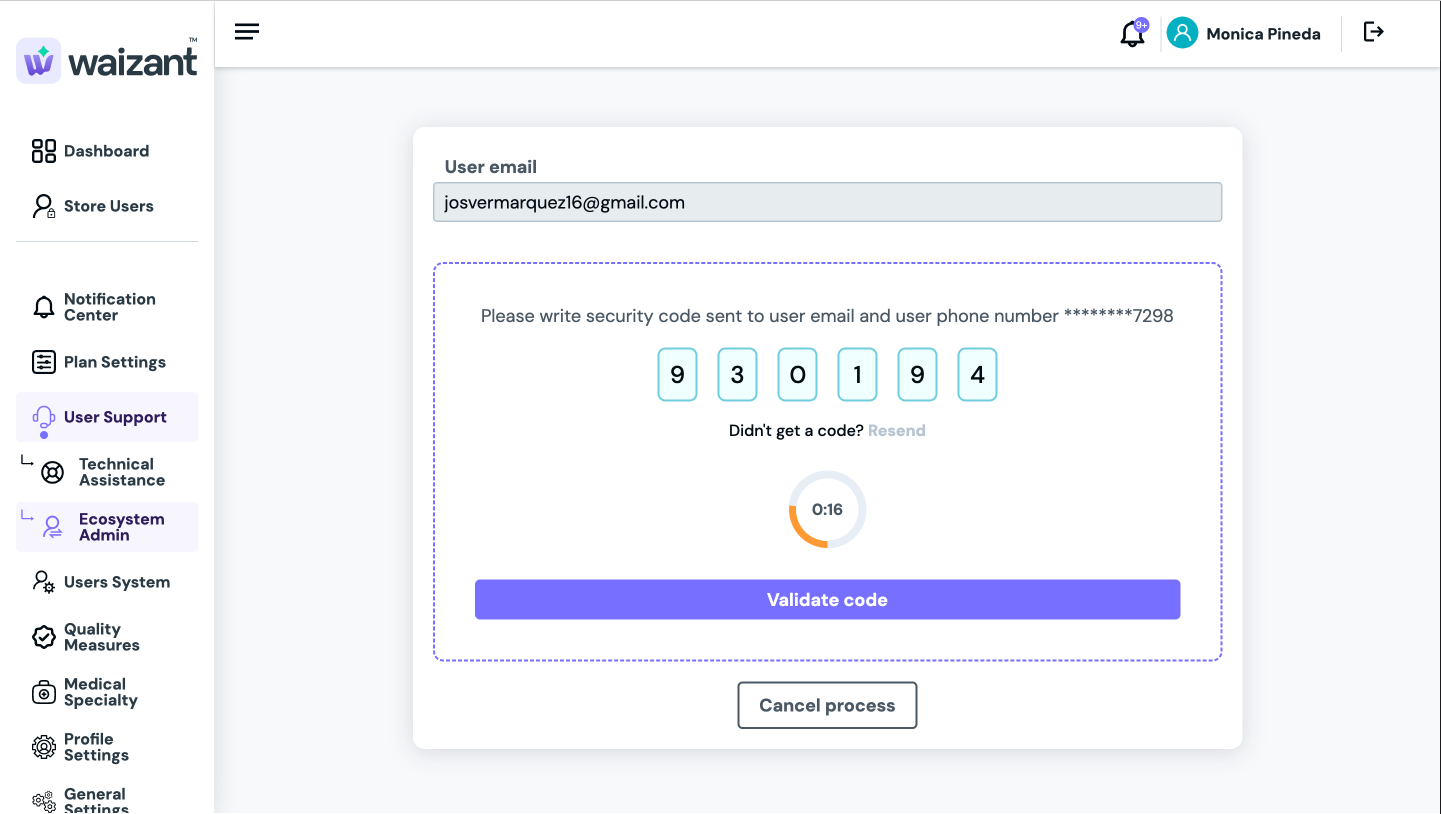 waizant™
9+
Monica Pineda
Dashboard
Store Users
Notification
Center
Plan Settings
User Support
Technical
Assistance
Ecosystem
Admin
Users System
Quality
Measures
Medical
Specialty
Profile
Settings
General
Settings
User email
josvermarquez16@gmail.com
Please write security code sent to user email and user phone number ********7298
9 3 0 1 9 4
Didn't get a code? Resend
0:16
Validate code
Cancel process